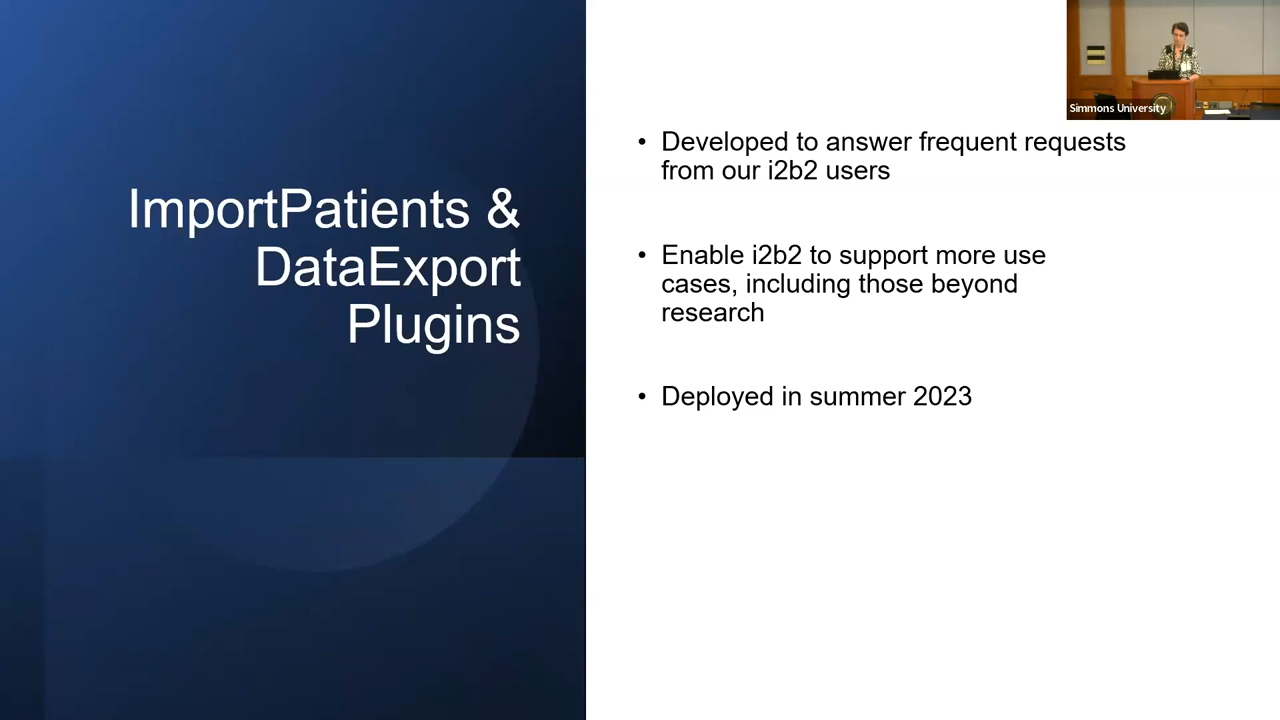 ImportPatients &
DataExport
Plugins
Simmons University
• Developed to answer frequent requests
from our i2b2 users
• Enable i2b2 to support more use
cases, including those beyond
research
• Deployed in summer 2023